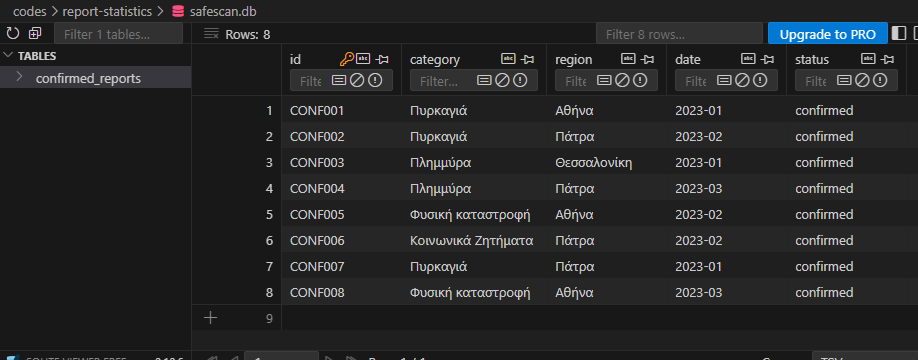 codes > report-statistics > safescan.db
Filter 1 tables... Rows: 8 Filter 8 rows... Upgrade to PRO
TABLES
confirmed_reports
id category region date status
Filte Filter... Filte Filte Filte
1 CONF001 Πυρκαγιά Αθήνα 2023-01 confirmed
2 CONF002 Πυρκαγιά Πάτρα 2023-02 confirmed
3 CONF003 Πλημμύρα Θεσσαλονίκη 2023-01 confirmed
4 CONF004 Πλημμύρα Πάτρα 2023-03 confirmed
5 CONF005 Φυσική καταστροφή Αθήνα 2023-02 confirmed
6 CONF006 Κοινωνικά Ζητήματα Πάτρα 2023-02 confirmed
7 CONF007 Πυρκαγιά Πάτρα 2023-01 confirmed
8 CONF008 Φυσική καταστροφή Αθήνα 2023-03 confirmed
9